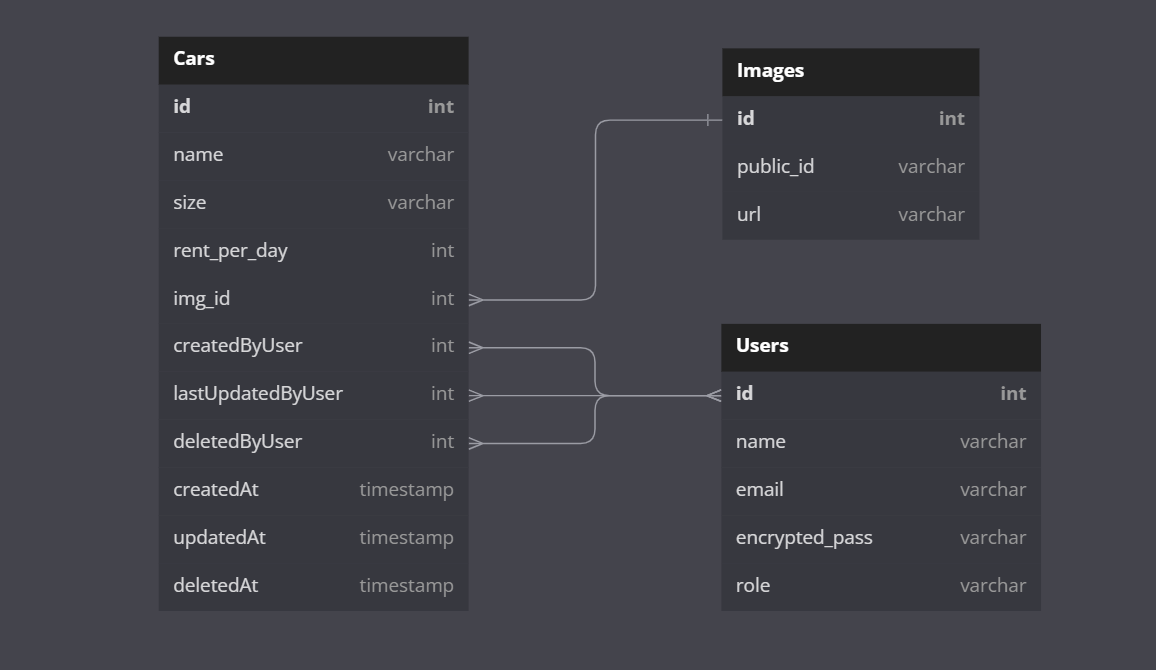 Cars
id int
name varchar
size varchar
rent_per_day int
img_id int
createdByUser int
lastUpdatedByUser int
deletedByUser int
createdAt timestamp
updatedAt timestamp
deletedAt timestamp
Images
id int
public_id varchar
url varchar
Users
id int
name varchar
email varchar
encrypted_pass varchar
role varchar